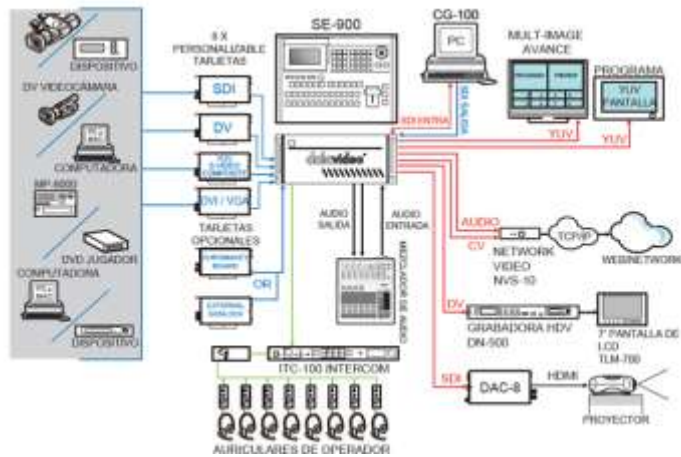 DISPOSITIVO
DV VIDEOCÁMARA
COMPUTADORA
DVD JUGADOR
COMPUTADORA
DISPOSITIVO
8 X
PERSONALIZABLE
TARJETAS
SDI
DV
DVI / VGA
TARJETAS
OPCIONALES
OR
SE-900
datavideo
CG-100
PC
SDI ENTRA
SDI SALIDA
MULT-IMAGE
AVANCE
PROGRAMA
YUV
PANTALLA
YUV
YUV
AUDIO
SALIDA
AUDIO
ENTRADA
MEZCLADOR DE AUDIO
AUDIO
CV
NETWORK
VIDEO
NVS-10
TCP/IP
WEB/NETWORK
DV
GRABADORA HDV
DN-500
7" PANTALLA DE
LCD
TLM-700
SDI
DAC-8
HDMI
PROYECTOR
ITC-100 INTERCOM
AURICULARES DE OPERADOR